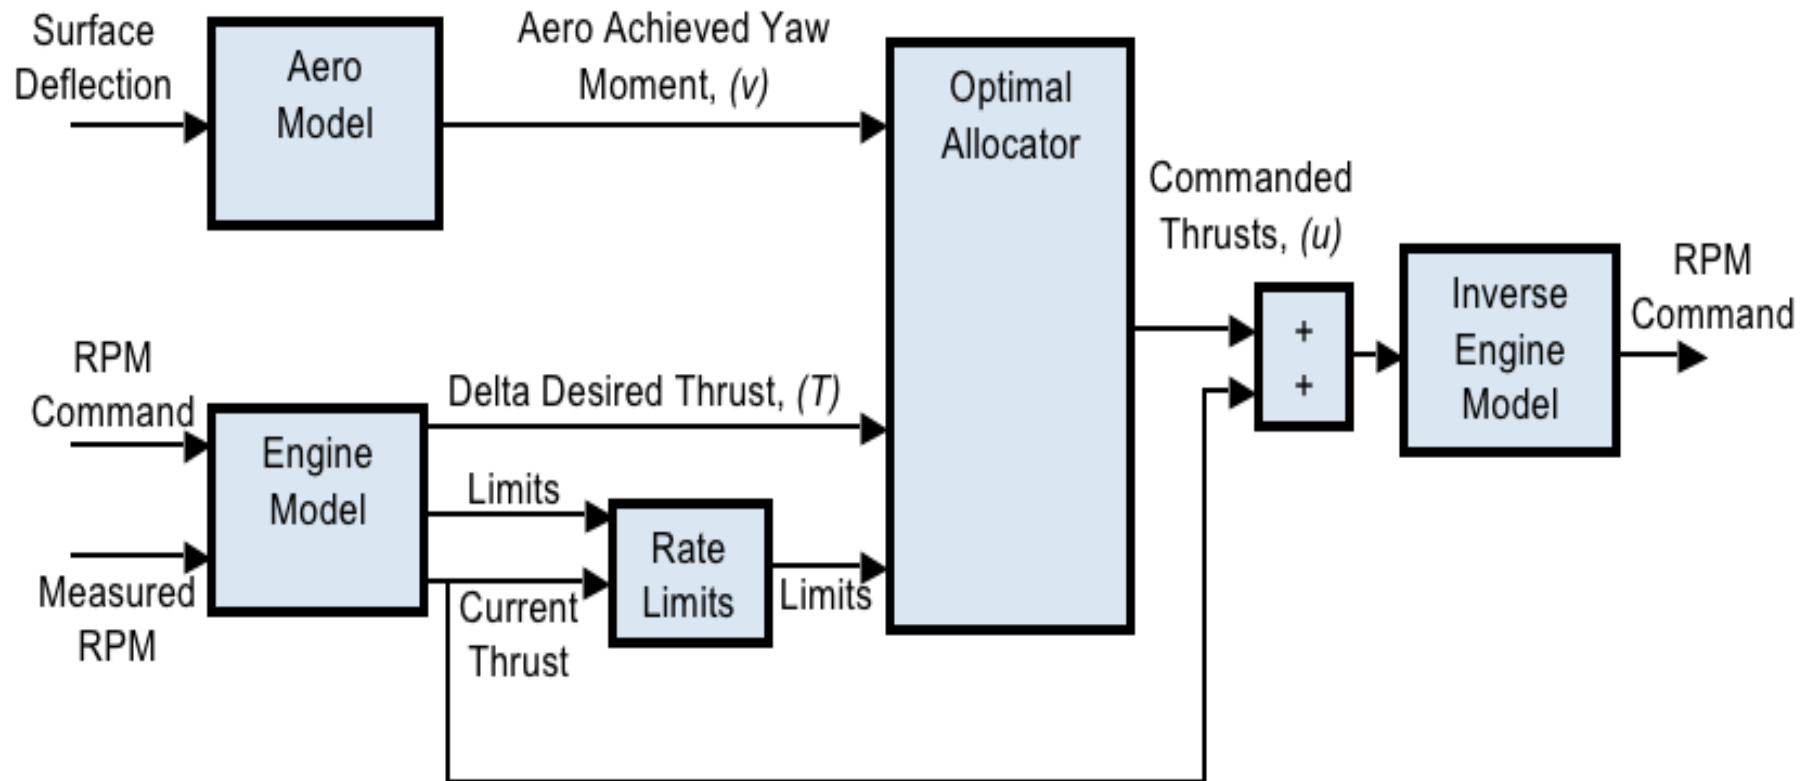 Surface
Deflection
Aero
Model
Aero Achieved Yaw
Moment, (v)
Optimal
Allocator
Commanded
Thrusts, (u)
+
+
Inverse
Engine
Model
RPM
Command
RPM
Command
Measured
RPM
Engine
Model
Delta Desired Thrust, (T)
Limits
Current
Thrust
Rate
Limits
Limits